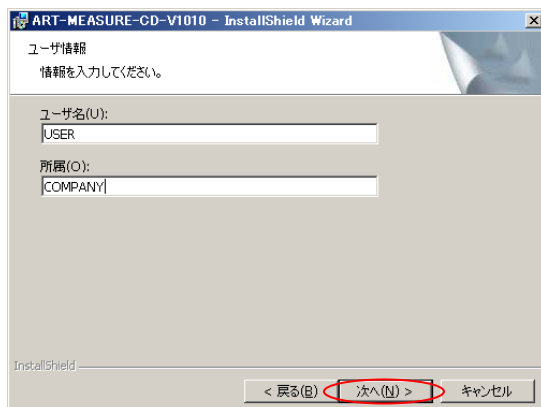 ART-MEASURE-CD-V1010 - InstallShield Wizard
ユーザ情報
情報を入力してください。
ユーザ名(U):
USER
所属(O):
COMPANY
InstallShield
< 戻る(B)
次へ(N) >
キャンセル